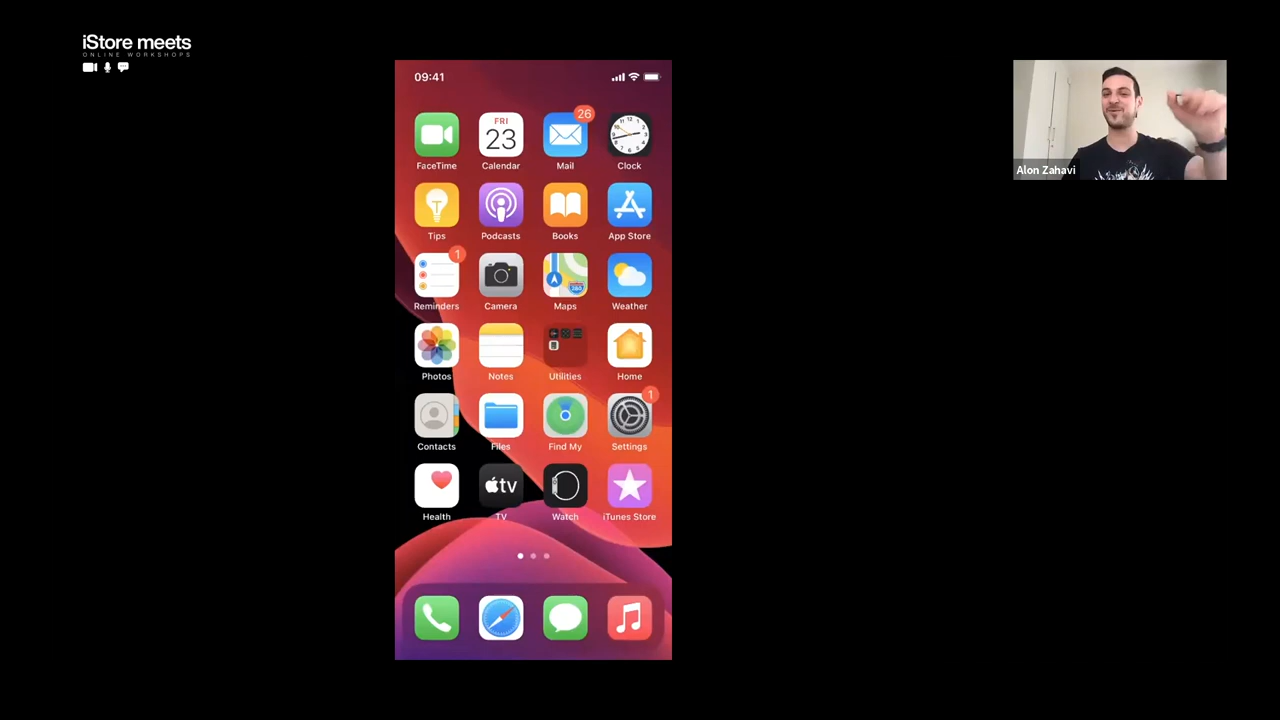 iStore meets
ONLINE WORKSHOPS
09:41
26
FRI
23
FaceTime Calendar Mail Clock
Tips Podcasts Books App Store
1
Reminders Camera Maps Weather
Photos Notes Utilities Home
1
Contacts Files Find My Settings
tv
Health TV Watch iTunes Store
Alon Zahavi